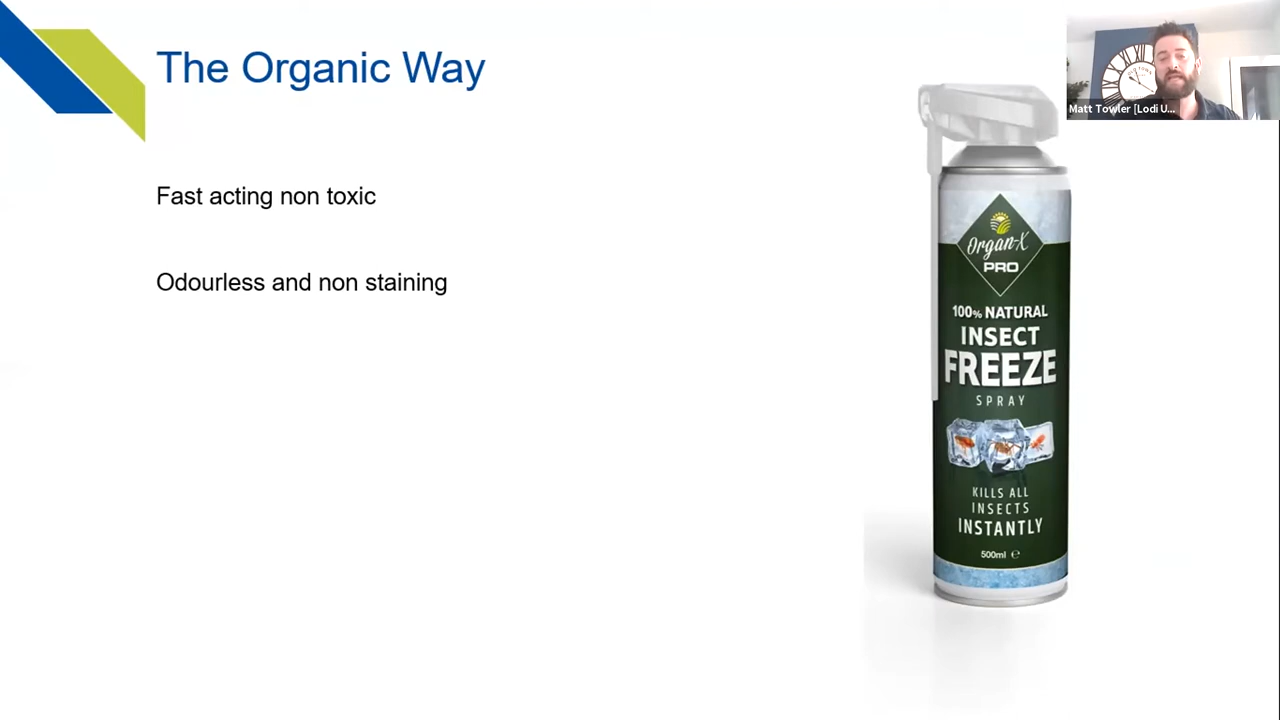 The Organic Way
Fast acting non toxic
Odourless and non staining
Matt Towler [Lodi U...
Organ-X
PRO
100% NATURAL
INSECT
FREEZE
SPRAY
KILLS ALL
INSECTS
INSTANTLY
500ml ℮